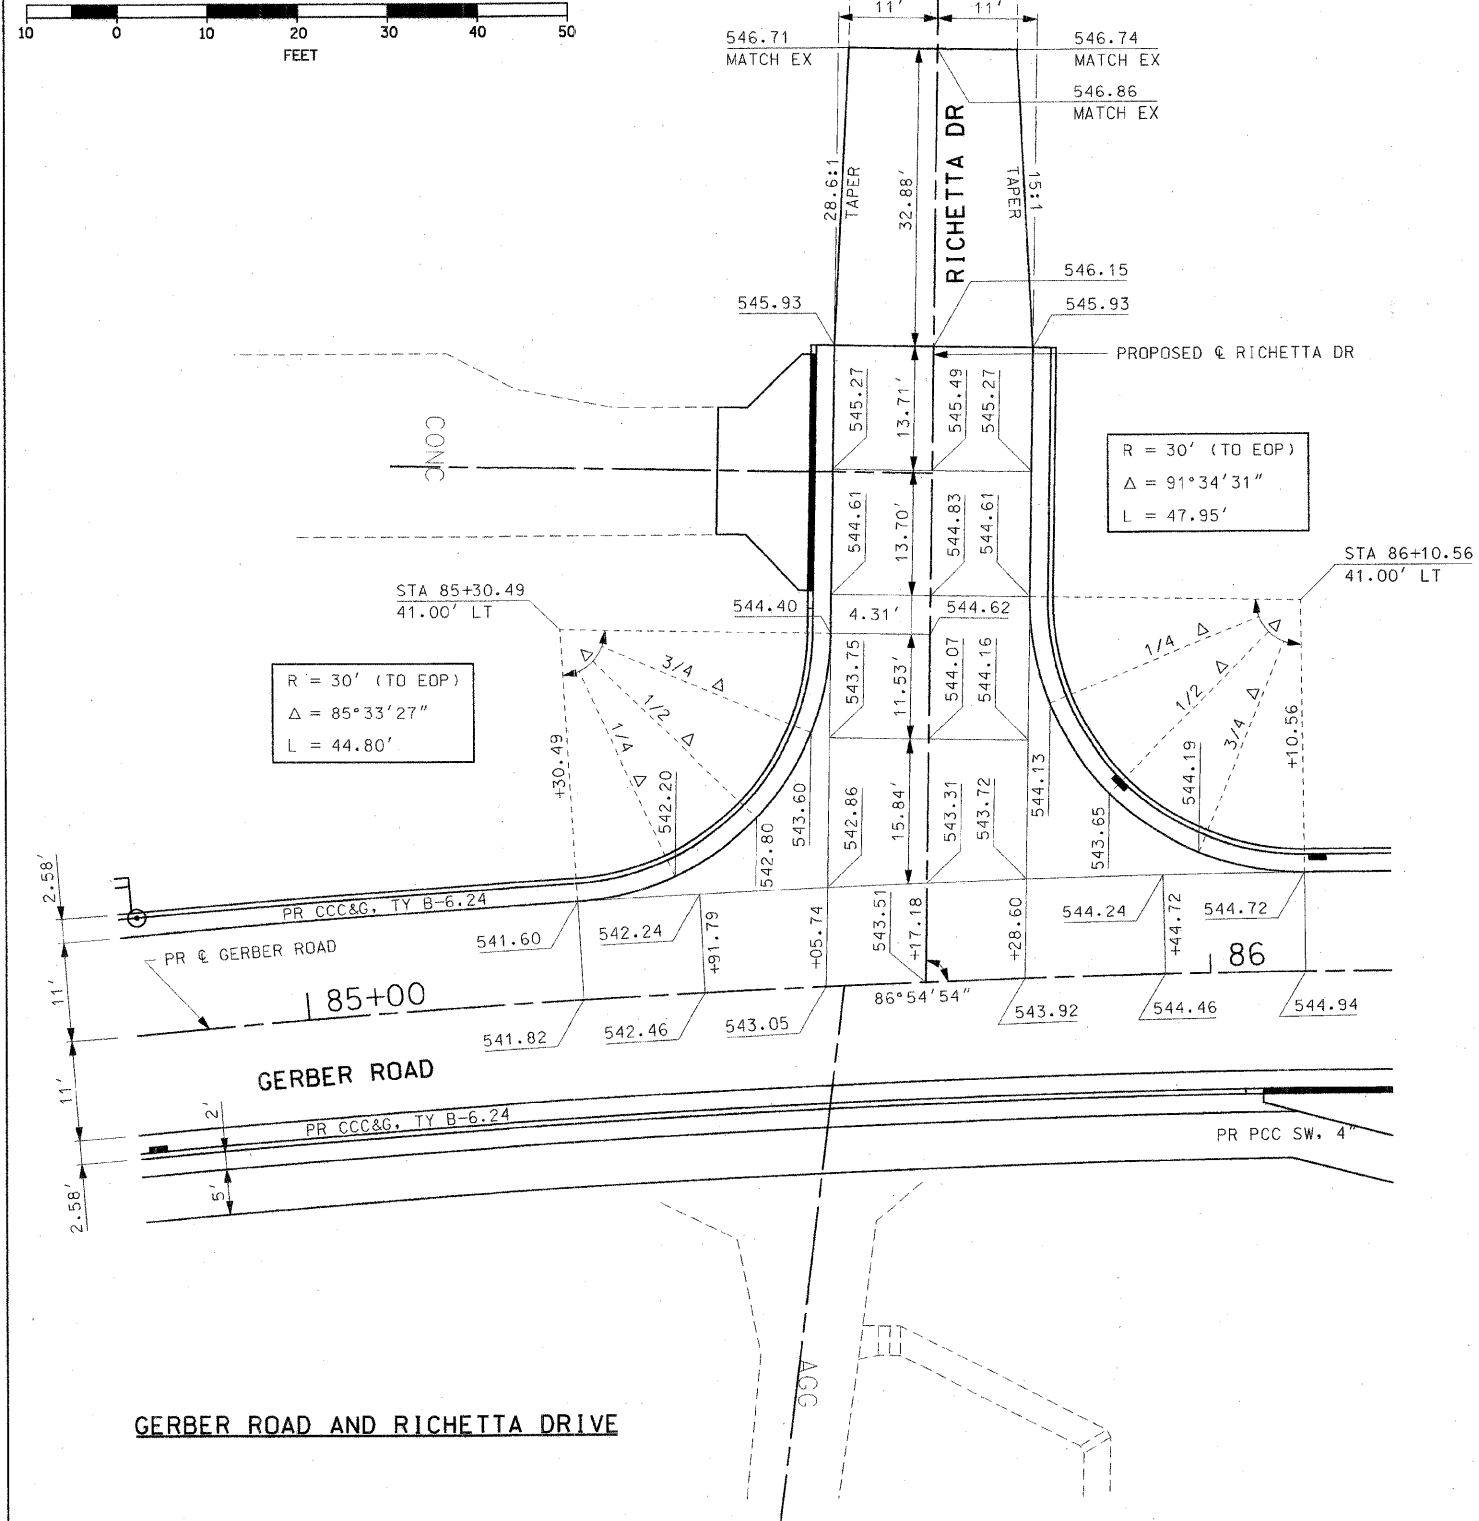 10 0 10 20 30 40 50
FEET
11' 11'
546.71
MATCH EX
546.74
MATCH EX
546.86
MATCH EX
RICHETTA DR
32.88'
28.6:1
TAPER
15:1
TAPER
546.15
545.93
545.93
PROPOSED ℄ RICHETTA DR
545.27
13.71'
545.49
545.27
CONC
R = 30' (TO EOP)
Δ = 91°34'31"
L = 47.95'
544.61
13.70'
544.83
544.61
STA 86+10.56
41.00' LT
STA 85+30.49
41.00' LT
544.40
4.31'
544.62
R = 30' (TO EOP)
Δ = 85°33'27"
L = 44.80'
Δ
3/4 Δ
1/2 Δ
1/4 Δ
543.75
11.53'
544.07
544.16
Δ
1/4 Δ
1/2 Δ
3/4 Δ
+30.49
+10.56
542.20
542.80
543.60
542.86
15.84'
543.31
543.72
544.13
543.65
544.19
2.58'
PR CCC&G, TY B-6.24
541.60
542.24
+91.79
+05.74
543.51
+17.18
+28.60
544.24
+44.72
544.72
PR ℄ GERBER ROAD
11'
85+00
86
86°54'54"
541.82
542.46
543.05
543.92
544.46
544.94
GERBER ROAD
11'
2'
PR CCC&G, TY B-6.24
PR PCC SW, 4"
2.58'
5'
AGG
GERBER ROAD AND RICHETTA DRIVE